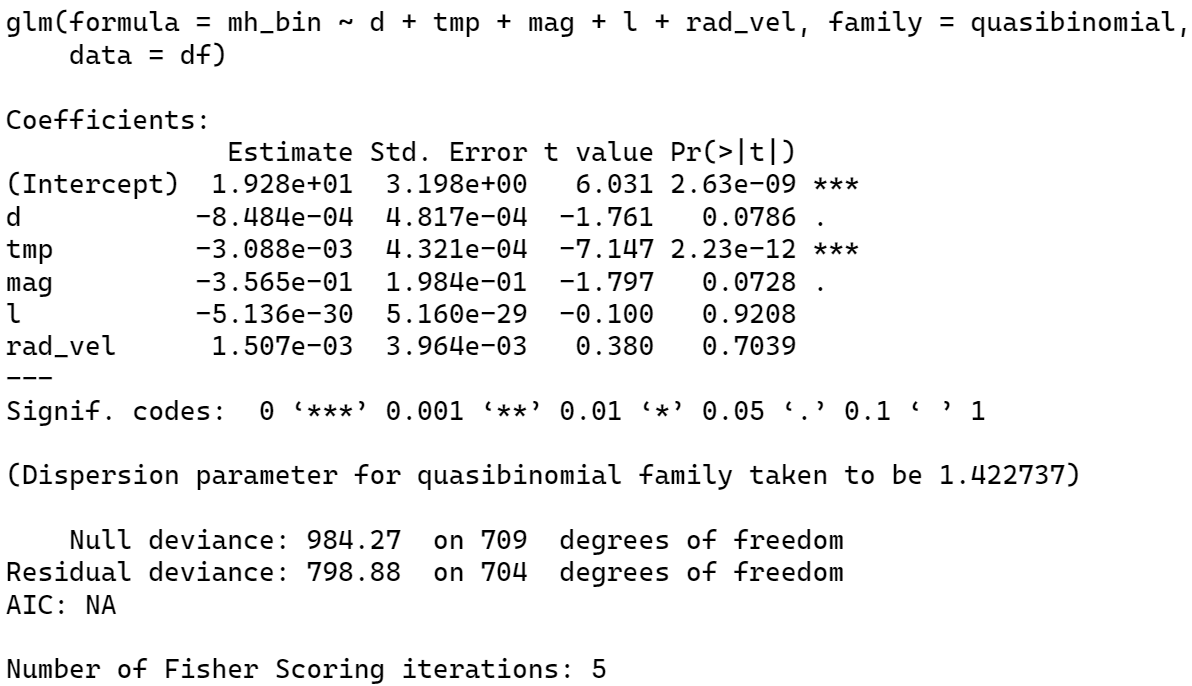 glm(formula = mh_bin ~ d + tmp + mag + l + rad_vel, family = quasibinomial,
    data = df)

Coefficients:
              Estimate Std. Error t value Pr(>|t|)
(Intercept)  1.928e+01  3.198e+00   6.031 2.63e-09 ***
d           -8.484e-04  4.817e-04  -1.761   0.0786 .
tmp         -3.088e-03  4.321e-04  -7.147 2.23e-12 ***
mag         -3.565e-01  1.984e-01  -1.797   0.0728 .
l           -5.136e-30  5.160e-29  -0.100   0.9208
rad_vel      1.507e-03  3.964e-03   0.380   0.7039
---
Signif. codes:  0 ‘***’ 0.001 ‘**’ 0.01 ‘*’ 0.05 ‘.’ 0.1 ‘ ’ 1

(Dispersion parameter for quasibinomial family taken to be 1.422737)

    Null deviance: 984.27  on 709  degrees of freedom
Residual deviance: 798.88  on 704  degrees of freedom
AIC: NA

Number of Fisher Scoring iterations: 5